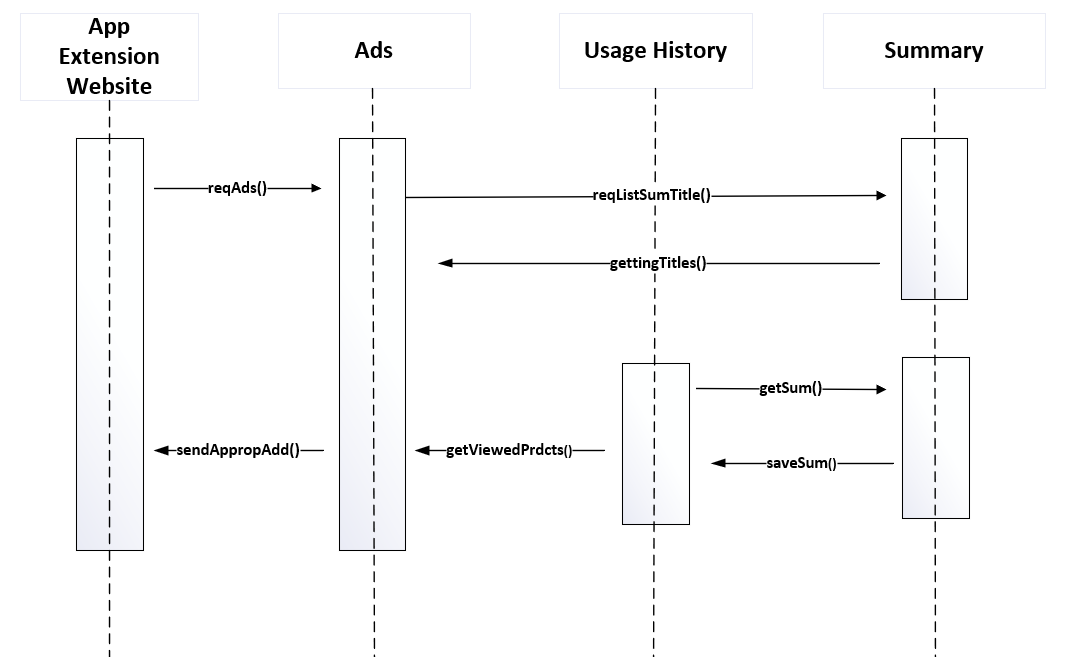 App
Extension
Website
Ads
Usage History
Summary
reqAds()
reqListSumTitle()
gettingTitles()
getSum()
sendAppropAdd()
getViewedPrdcts()
saveSum()